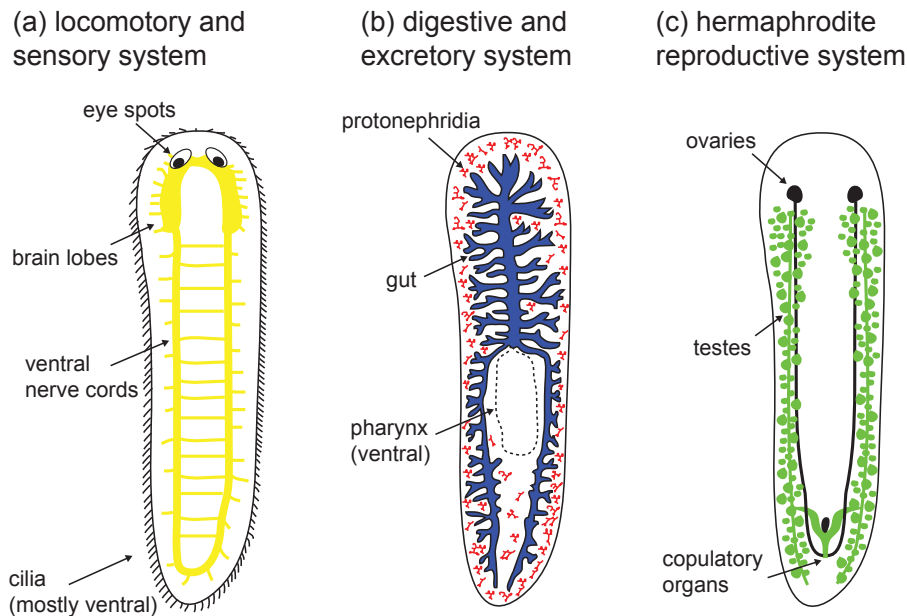 (a) locomotory and
sensory system
eye spots
brain lobes
ventral
nerve cords
cilia
(mostly ventral)
(b) digestive and
excretory system
protonephridia
gut
pharynx
(ventral)
(c) hermaphrodite
reproductive system
ovaries
testes
copulatory
organs